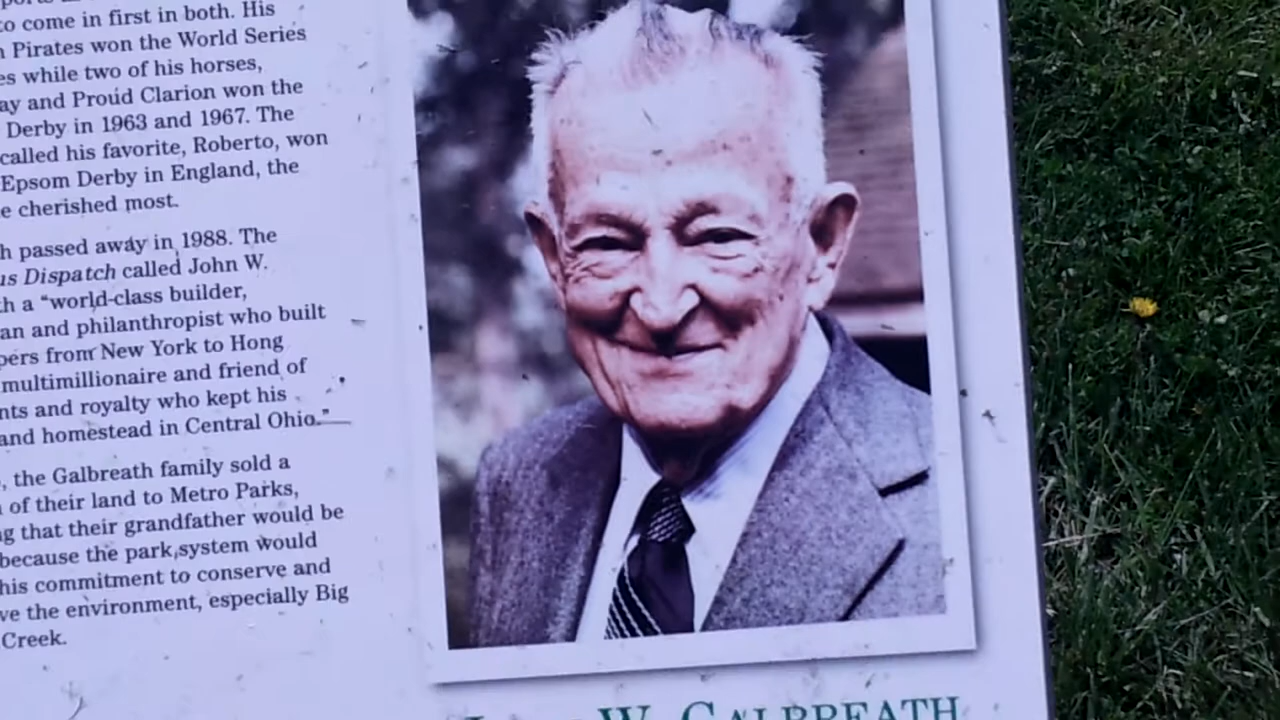 to come in first in both. His
Pirates won the World Series
es while two of his horses,
ay and Proud Clarion won the
Derby in 1963 and 1967. The
called his favorite, Roberto, won
Epsom Derby in England, the
e cherished most.
h passed away in 1988. The
us Dispatch called John W.
th a “world-class builder,
an and philanthropist who built
pers from New York to Hong
multimillionaire and friend of
nts and royalty who kept his
and homestead in Central Ohio.”
, the Galbreath family sold a
of their land to Metro Parks,
ng that their grandfather would be
because the park system would
his commitment to conserve and
ve the environment, especially Big
Creek.
W. GALBREATH